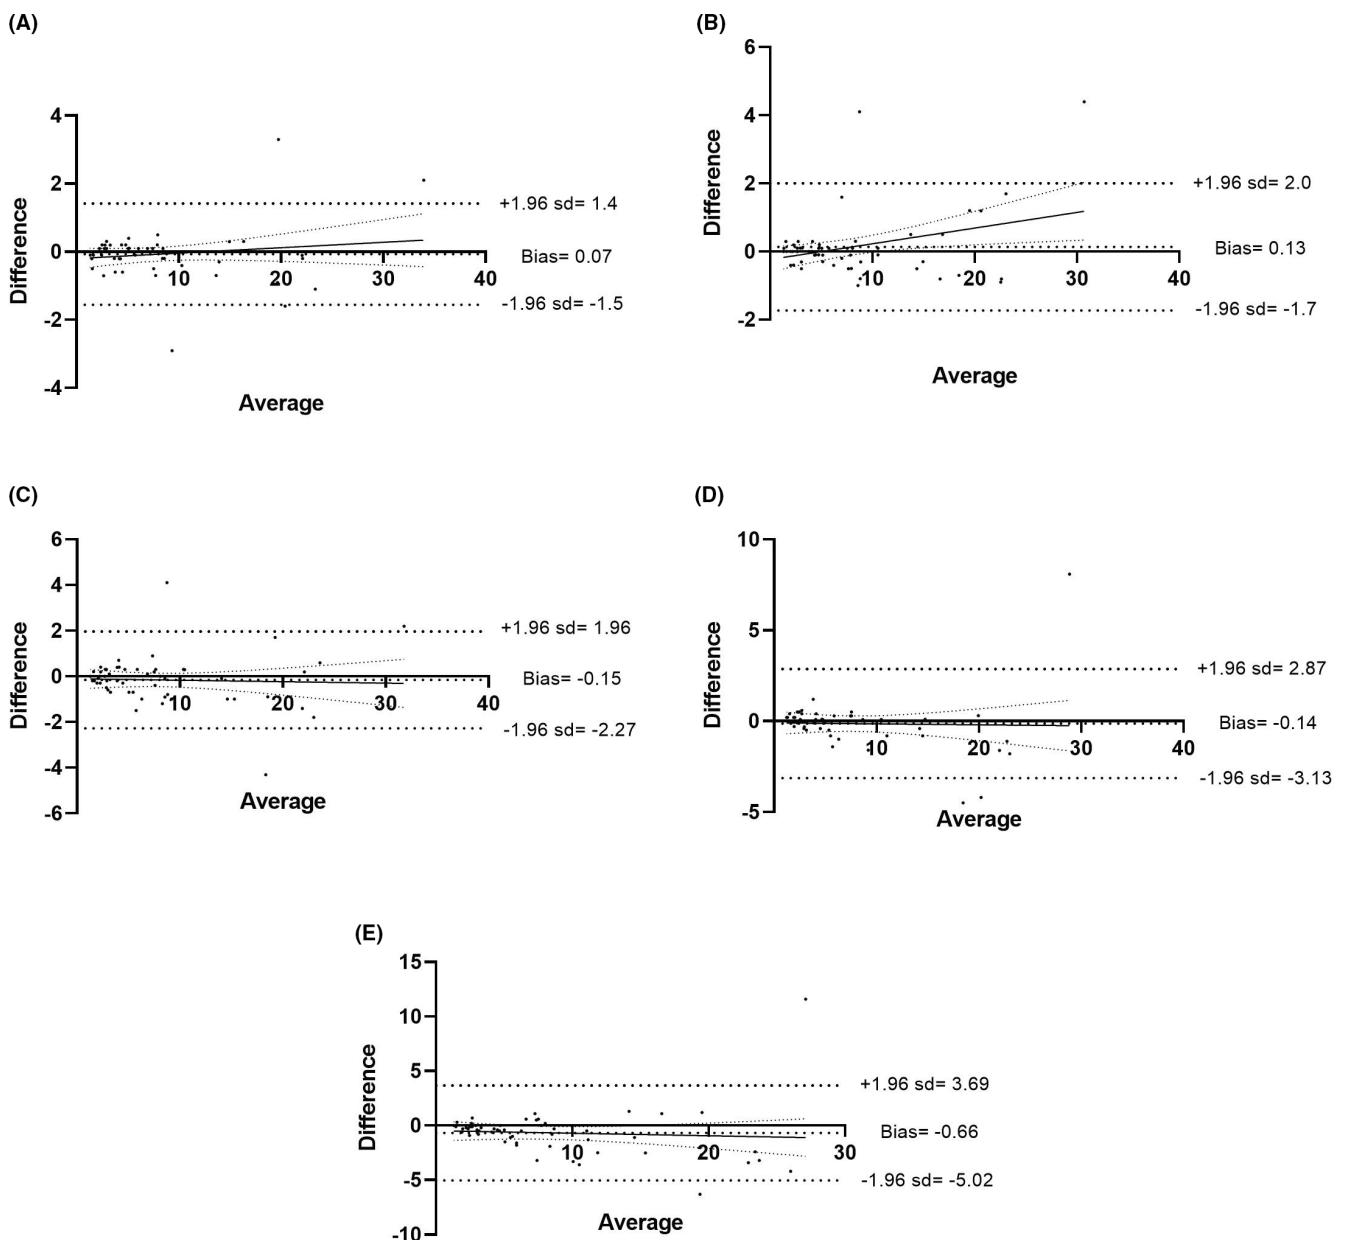 (A)
4
2
0
-2
-4
Difference
10
20
30
40
Average
+1.96 sd= 1.4
Bias= 0.07
-1.96 sd= -1.5
(B)
6
4
2
0
-2
Difference
10
20
30
40
Average
+1.96 sd= 2.0
Bias= 0.13
-1.96 sd= -1.7
(C)
6
4
2
0
-2
-4
-6
Difference
10
20
30
40
Average
+1.96 sd= 1.96
Bias= -0.15
-1.96 sd= -2.27
(D)
10
5
0
-5
Difference
10
20
30
40
Average
+1.96 sd= 2.87
Bias= -0.14
-1.96 sd= -3.13
(E)
15
10
5
0
-5
-10
Difference
10
20
30
Average
+1.96 sd= 3.69
Bias= -0.66
-1.96 sd= -5.02